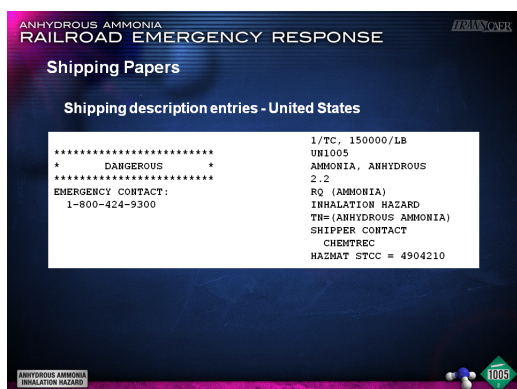 ANHYDROUS AMMONIA
RAILROAD EMERGENCY RESPONSE
TRANSCAER
Shipping Papers
Shipping description entries - United States
*************************
* DANGEROUS *
*************************
EMERGENCY CONTACT:
1-800-424-9300
1/TC, 150000/LB
UN1005
AMMONIA, ANHYDROUS
2.2
RQ (AMMONIA)
INHALATION HAZARD
TN=(ANHYDROUS AMMONIA)
SHIPPER CONTACT
CHEMTREC
HAZMAT STCC = 4904210
ANHYDROUS AMMONIA
INHALATION HAZARD
1005
2